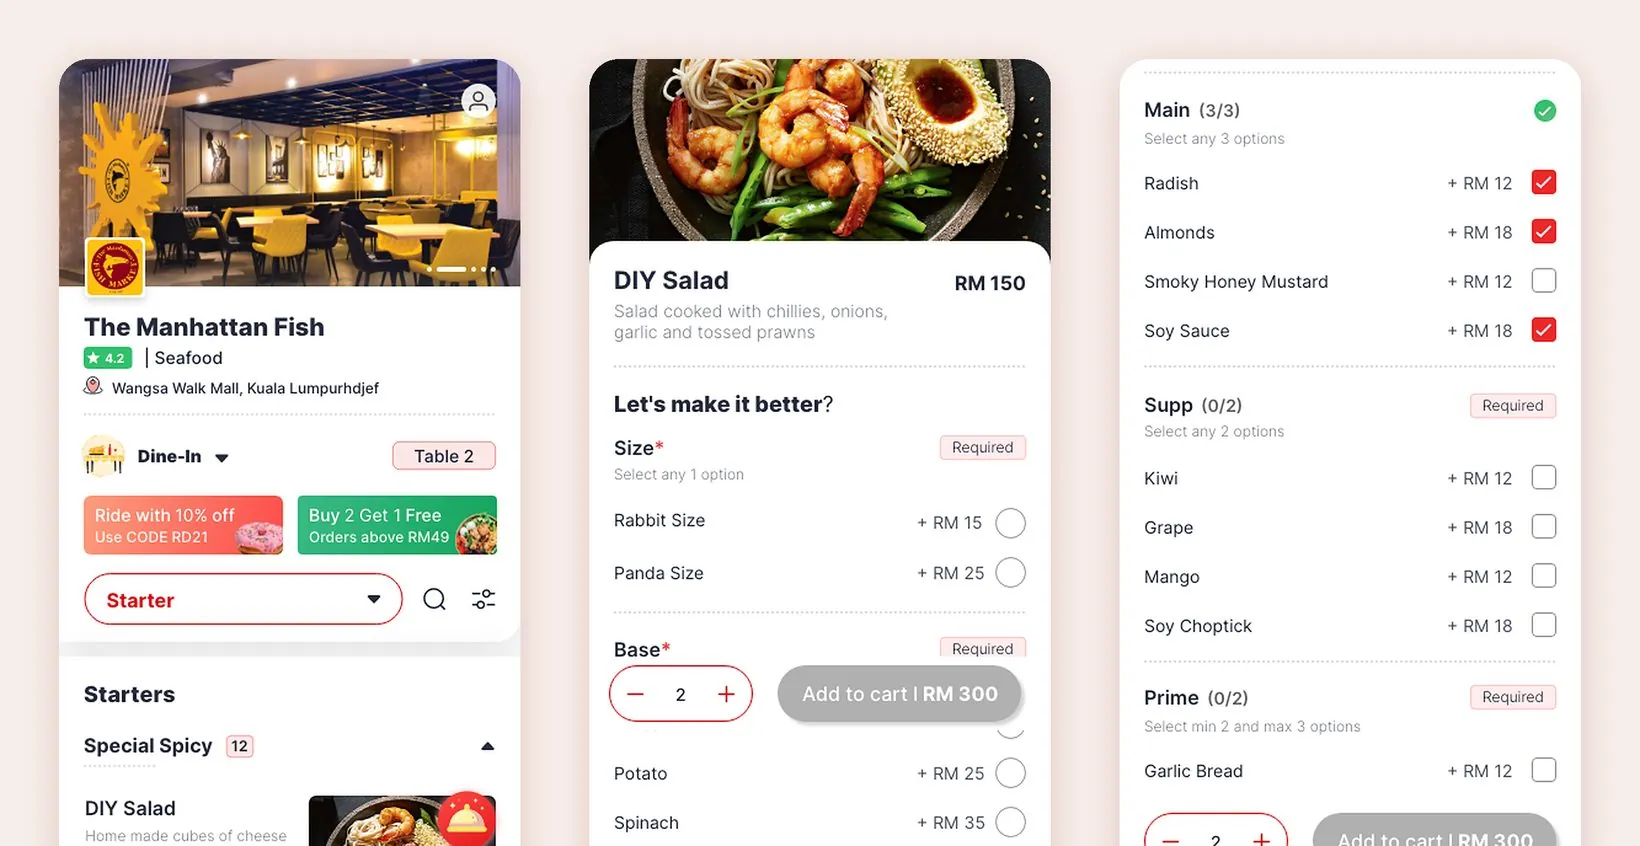 The Manhattan
FISH MARKET
The Manhattan Fish
4.2 | Seafood
Wangsa Walk Mall, Kuala Lumpurhdjef
Dine-In
Table 2
Ride with 10% off
Use CODE RD21
Buy 2 Get 1 Free
Orders above RM49
Starter
Starters
Special Spicy 12
DIY Salad
Home made cubes of cheese
DIY Salad RM 150
Salad cooked with chillies, onions,
garlic and tossed prawns
Let's make it better?
Size* Required
Select any 1 option
Rabbit Size + RM 15
Panda Size + RM 25
Base* Required
2
Add to cart | RM 300
Potato + RM 25
Spinach + RM 35
Main (3/3)
Select any 3 options
Radish + RM 12
Almonds + RM 18
Smoky Honey Mustard + RM 12
Soy Sauce + RM 18
Supp (0/2) Required
Select any 2 options
Kiwi + RM 12
Grape + RM 18
Mango + RM 12
Soy Choptick + RM 18
Prime (0/2) Required
Select min 2 and max 3 options
Garlic Bread + RM 12
2
Add to cart | RM 300